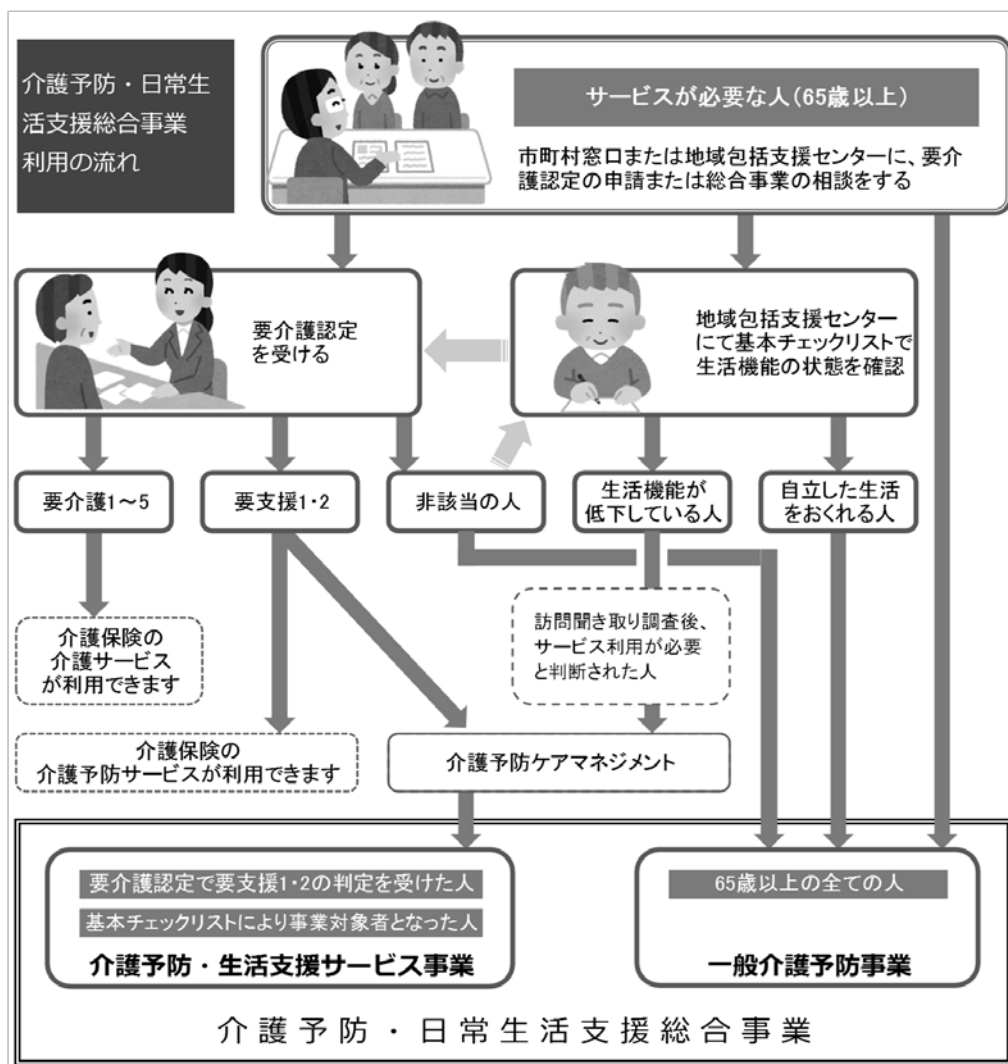 介護予防・日常生
活支援総合事業
利用の流れ
サービスが必要な人(65歳以上)
市町村窓口または地域包括支援センターに、要介
護認定の申請または総合事業の相談をする
要介護認定
を受ける
地域包括支援センター
にて基本チェックリストで
生活機能の状態を確認
要介護1~5
要支援1・2
非該当の人
生活機能が
低下している人
自立した生活
をおくれる人
介護保険の
介護サービス
が利用できます
訪問聞き取り調査後、
サービス利用が必要
と判断された人
介護保険の
介護予防サービスが利用できます
介護予防ケアマネジメント
要介護認定で要支援1・2の判定を受けた人
基本チェックリストにより事業対象者となった人
介護予防・生活支援サービス事業
65歳以上の全ての人
一般介護予防事業
介護予防・日常生活支援総合事業